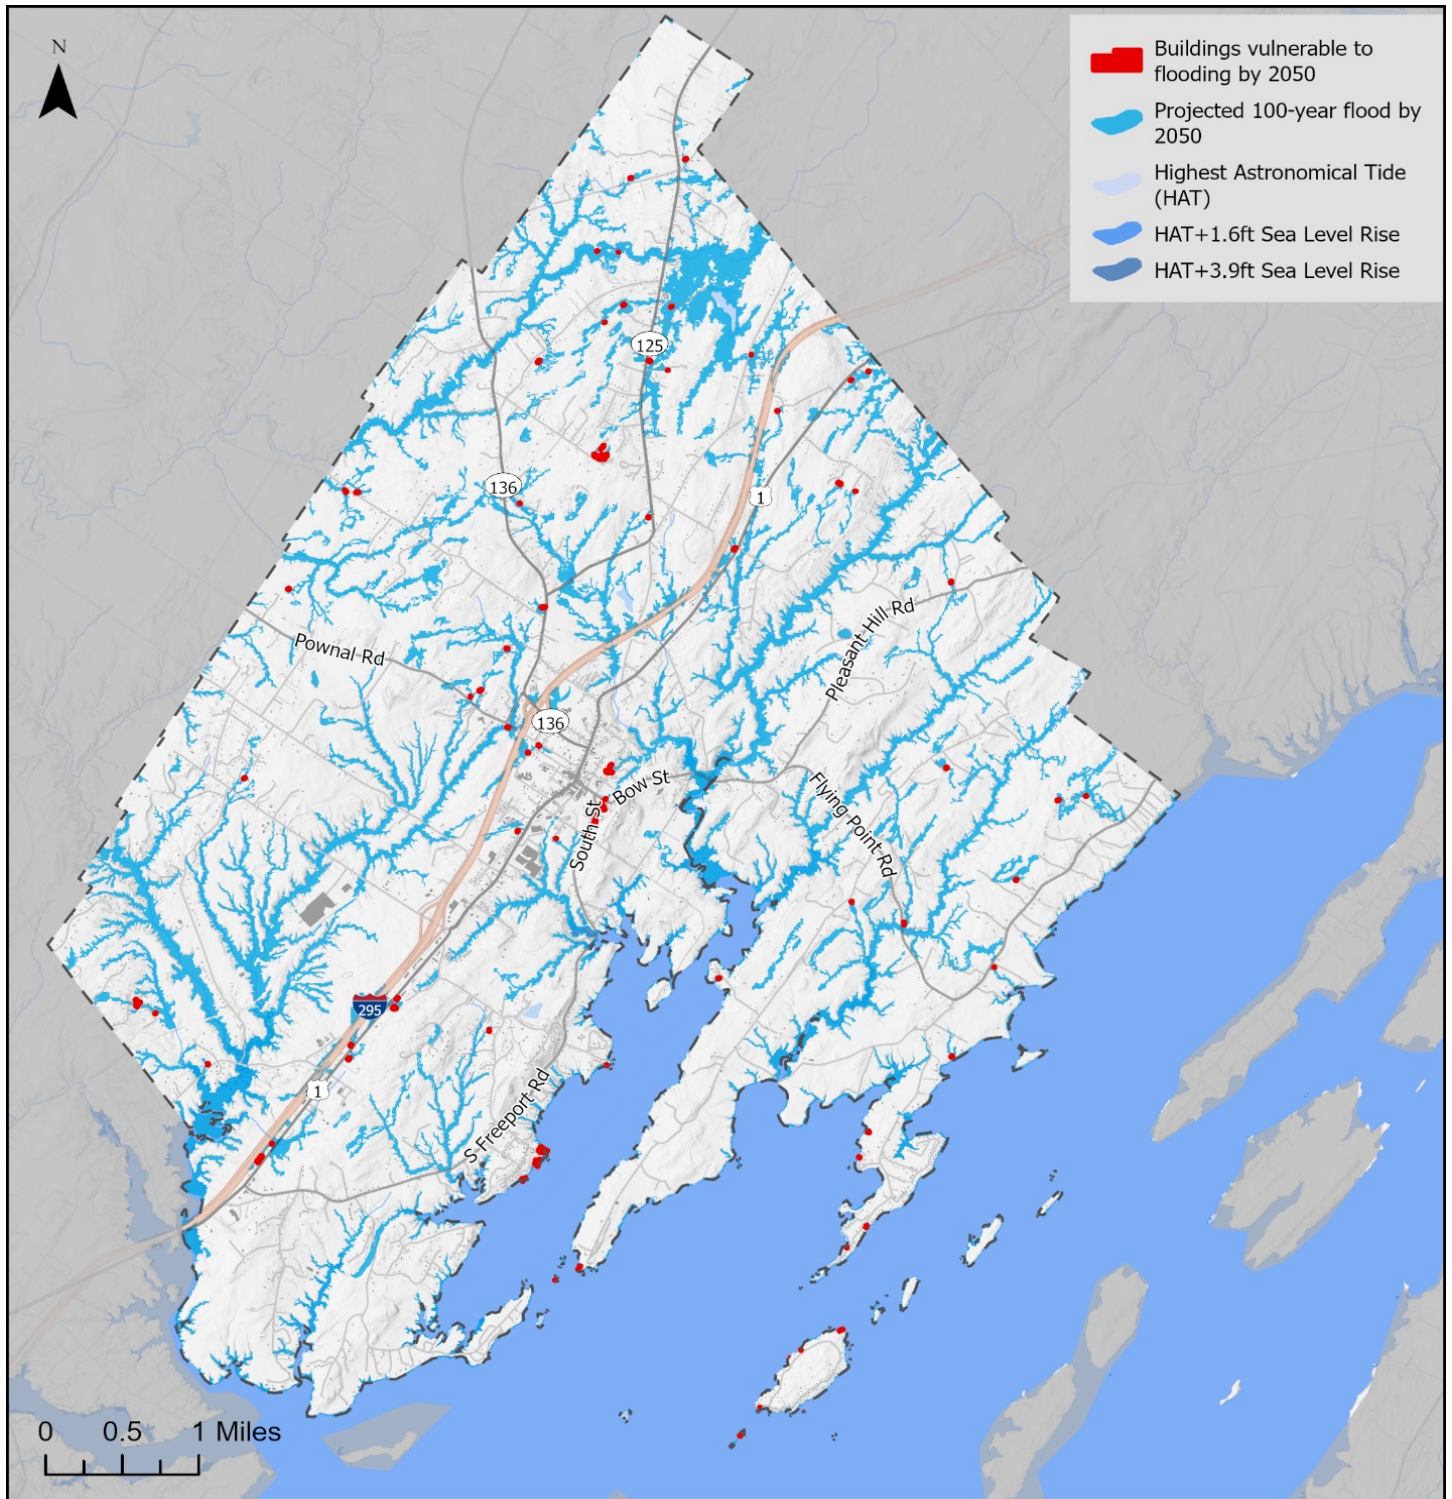 N
Buildings vulnerable to
flooding by 2050
Projected 100-year flood by
2050
Highest Astronomical Tide
(HAT)
HAT+1.6ft Sea Level Rise
HAT+3.9ft Sea Level Rise
125
136
1
Pleasant Hill Rd
Pownal Rd
136
Bow St
Flying Point Rd
South St
295
1
S Freeport Rd
0 0.5 1 Miles